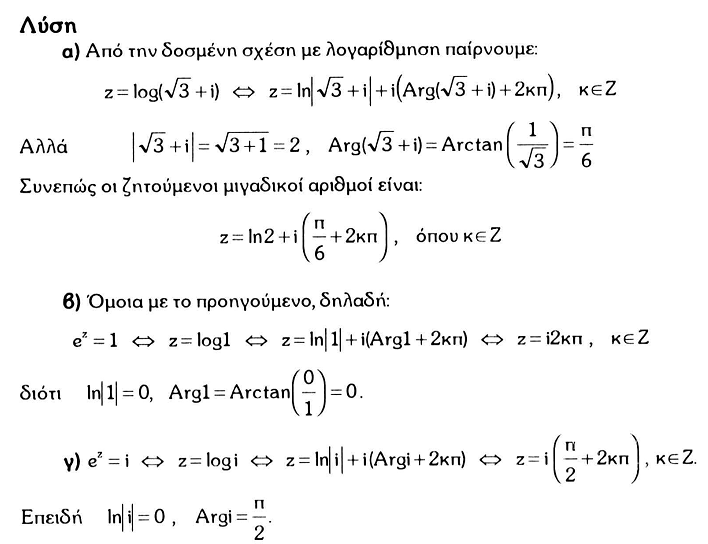 Λύση
α) Από την δοσμένη σχέση με λογαρίθμηση παίρνουμε:
z = log(√3 + i) ⇔ z = ln|√3 + i| + i(Arg(√3 + i) + 2κπ), κ∈Z
Αλλά |√3 + i| = √(3+1) = 2 , Arg(√3 + i) = Arctan(1/√3) = π/6
Συνεπώς οι ζητούμενοι μιγαδικοί αριθμοί είναι:
z = ln2 + i(π/6 + 2κπ) , όπου κ∈Z
β) Όμοια με το προηγούμενο, δηλαδή:
e^z = 1 ⇔ z = log1 ⇔ z = ln|1| + i(Arg1 + 2κπ) ⇔ z = i2κπ , κ∈Z
διότι ln|1| = 0, Arg1 = Arctan(0/1) = 0.
γ) e^z = i ⇔ z = logi ⇔ z = ln|i| + i(Argi + 2κπ) ⇔ z = i(π/2 + 2κπ) , κ∈Z.
Επειδή ln|i| = 0 , Argi = π/2.